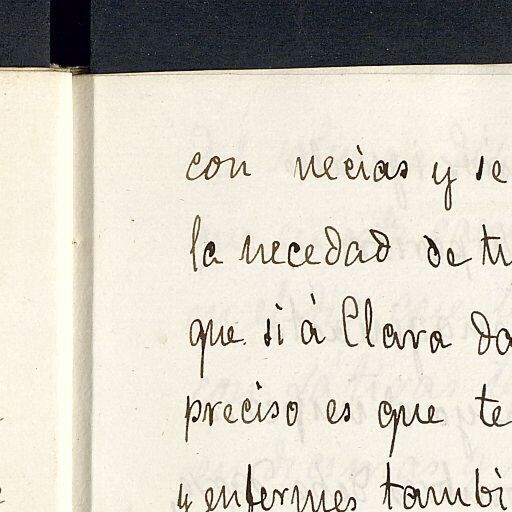 con necias y se
la necedad de tu
que si à Clara da
preciso es que te
y enfermes tambi